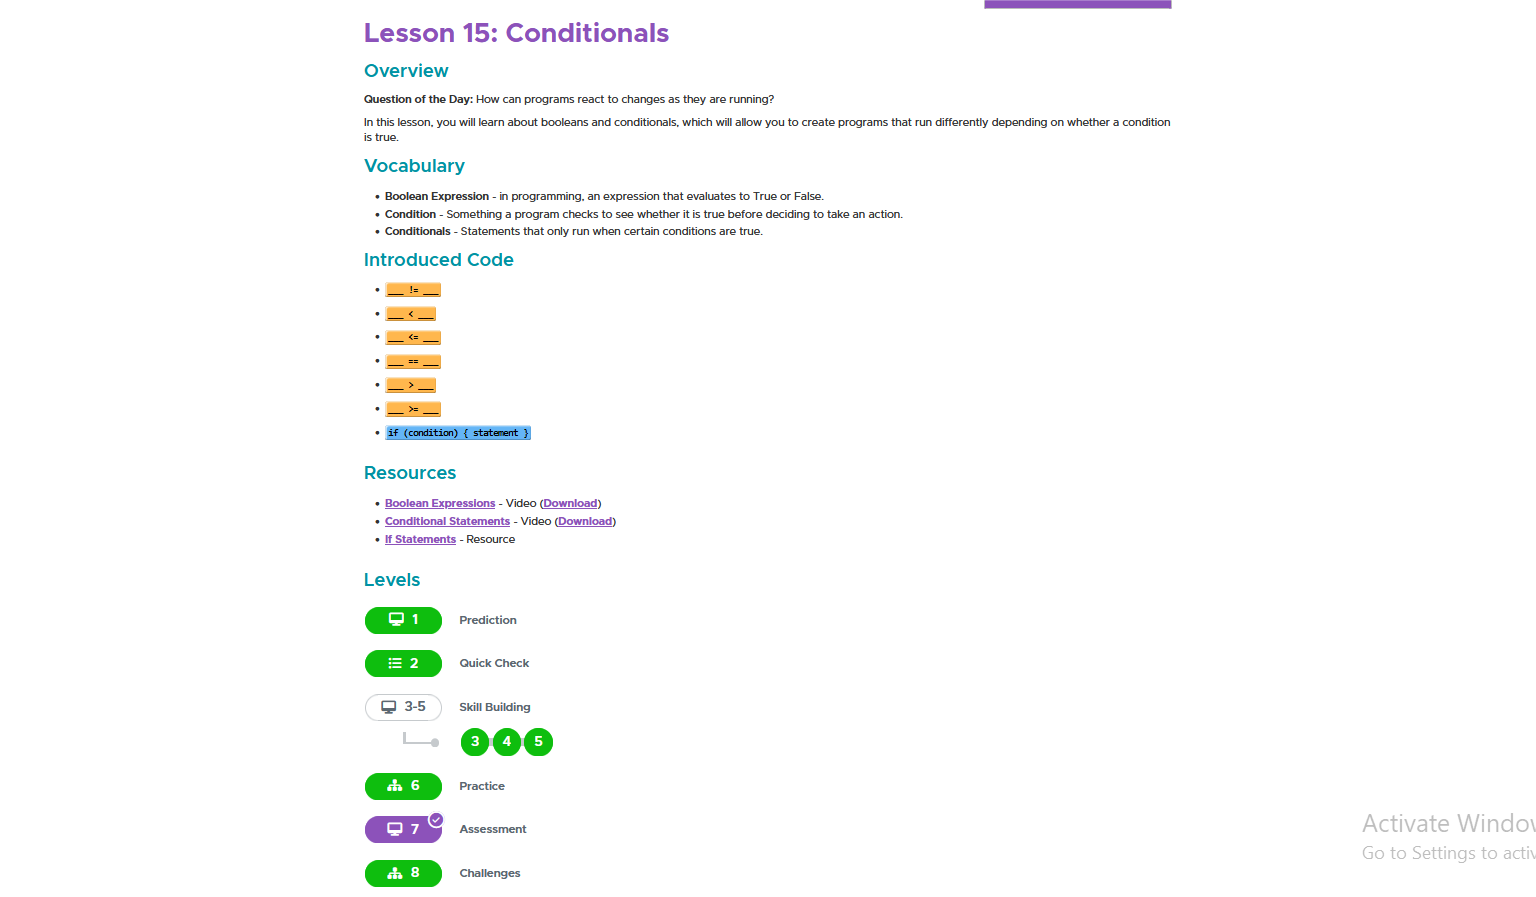 Lesson 15: Conditionals
Overview
Question of the Day: How can programs react to changes as they are running?
In this lesson, you will learn about booleans and conditionals, which will allow you to create programs that run differently depending on whether a condition
is true.
Vocabulary
• Boolean Expression - in programming, an expression that evaluates to True or False.
• Condition - Something a program checks to see whether it is true before deciding to take an action.
• Conditionals - Statements that only run when certain conditions are true.
Introduced Code
• ___ != ___
• ___ < ___
• ___ <= ___
• ___ == ___
• ___ > ___
• ___ >= ___
• if (condition) { statement }
Resources
• Boolean Expressions - Video (Download)
• Conditional Statements - Video (Download)
• If Statements - Resource
Levels
1 Prediction
2 Quick Check
3-5 Skill Building
3 4 5
6 Practice
7 Assessment
8 Challenges
Activate Window
Go to Settings to activ